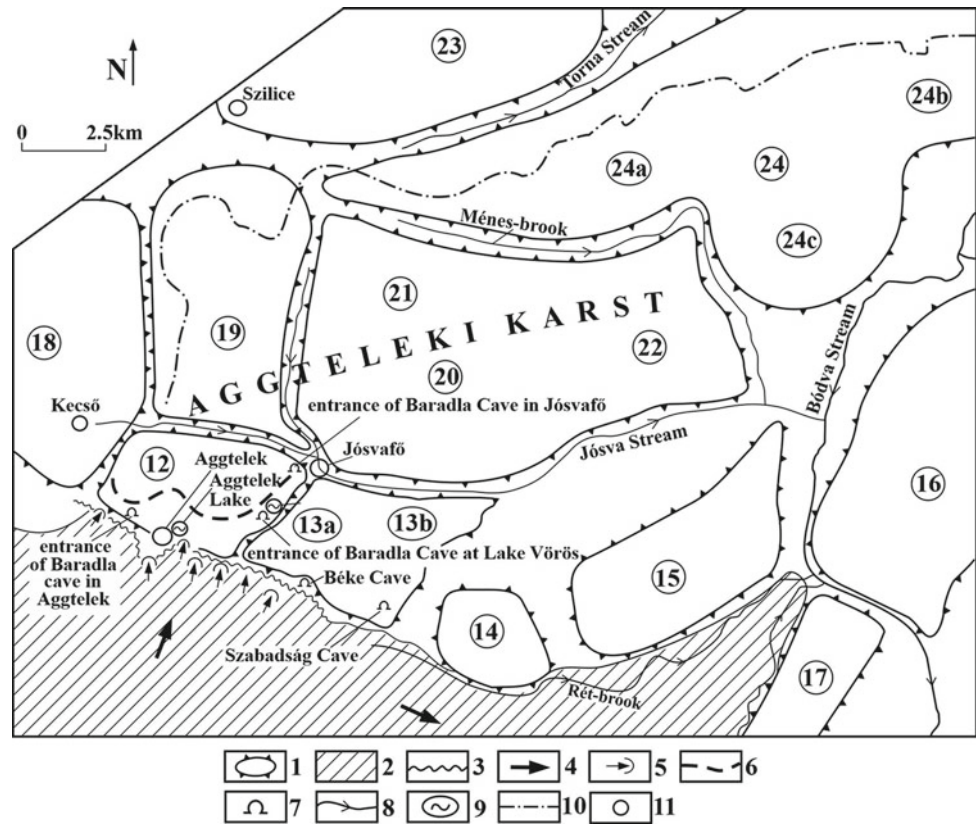 23
Torna Stream
N
Szilice
24b
0 2.5km
24a
24
Ménes-brook
24c
21
AGGTELEKI KARST
18
19
22
Bódva Stream
20
entrance of Baradla Cave in Jósvafő
Kecső
Jósvafő
Jósva Stream
12
Aggtelek
Aggtelek
Lake
16
13a
13b
entrance
of Baradla
cave in
Aggtelek
entrance of Baradla Cave at Lake Vörös
Béke Cave
15
14
Szabadság Cave
17
Rét-brook
1
2
3
4
5
6
7
8
9
10
11